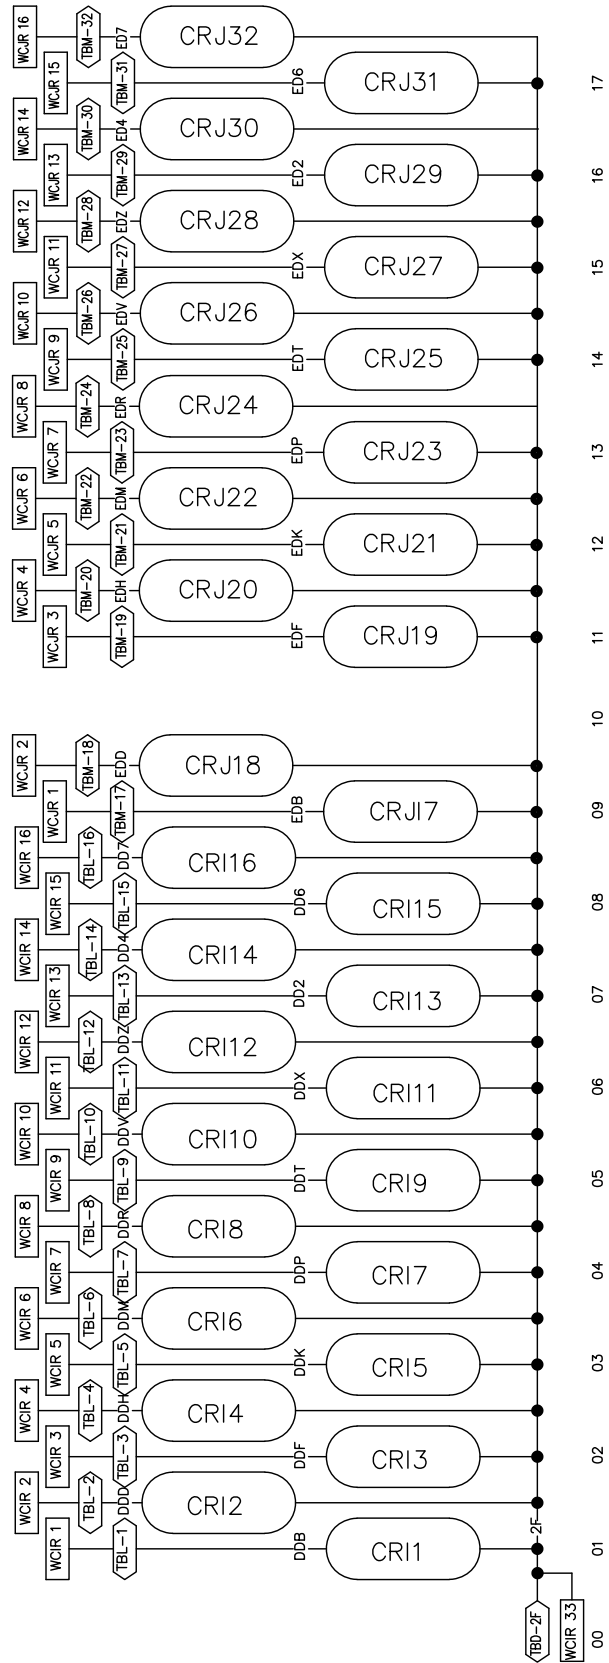 WCJR 16 TBM-32 ED7 CRJ32
WCJR 15 TBM-31 ED6 CRJ31 17
WCJR 14 TBM-30 ED4 CRJ30
WCJR 13 TBM-29 ED2 CRJ29 16
WCJR 12 TBM-28 EDZ CRJ28
WCJR 11 TBM-27 EDX CRJ27 15
WCJR 10 TBM-26 EDV CRJ26
WCJR 9 TBM-25 EDT CRJ25 14
WCJR 8 TBM-24 EDR CRJ24
WCJR 7 TBM-23 EDP CRJ23 13
WCJR 6 TBM-22 EDM CRJ22
WCJR 5 TBM-21 EDK CRJ21 12
WCJR 4 TBM-20 EDH CRJ20
WCJR 3 TBM-19 EDF CRJ19 11
10
WCJR 2 TBM-18 EDD CRJ18
WCJR 1 TBM-17 EDB CRJI7 09
WCIR 16 TBL-16 DD7 CRI16
WCIR 15 TBL-15 DD6 CRI15 08
WCIR 14 TBL-14 DD4 CRI14
WCIR 13 TBL-13 DD2 CRI13 07
WCIR 12 TBL-12 DDZ CRI12
WCIR 11 TBL-11 DDX CRI11 06
WCIR 10 TBL-10 DDV CRI10
WCIR 9 TBL-9 DDT CRI9 05
WCIR 8 TBL-8 DDR CRI8
WCIR 7 TBL-7 DDP CRI7 04
WCIR 6 TBL-6 DDM CRI6
WCIR 5 TBL-5 DDK CRI5 03
WCIR 4 TBL-4 DDH CRI4
WCIR 3 TBL-3 DDF CRI3 02
WCIR 2 TBL-2 DDD CRI2
WCIR 1 TBL-1 DDB CRI1 2F 01
TBD-2F WCIR 33 00